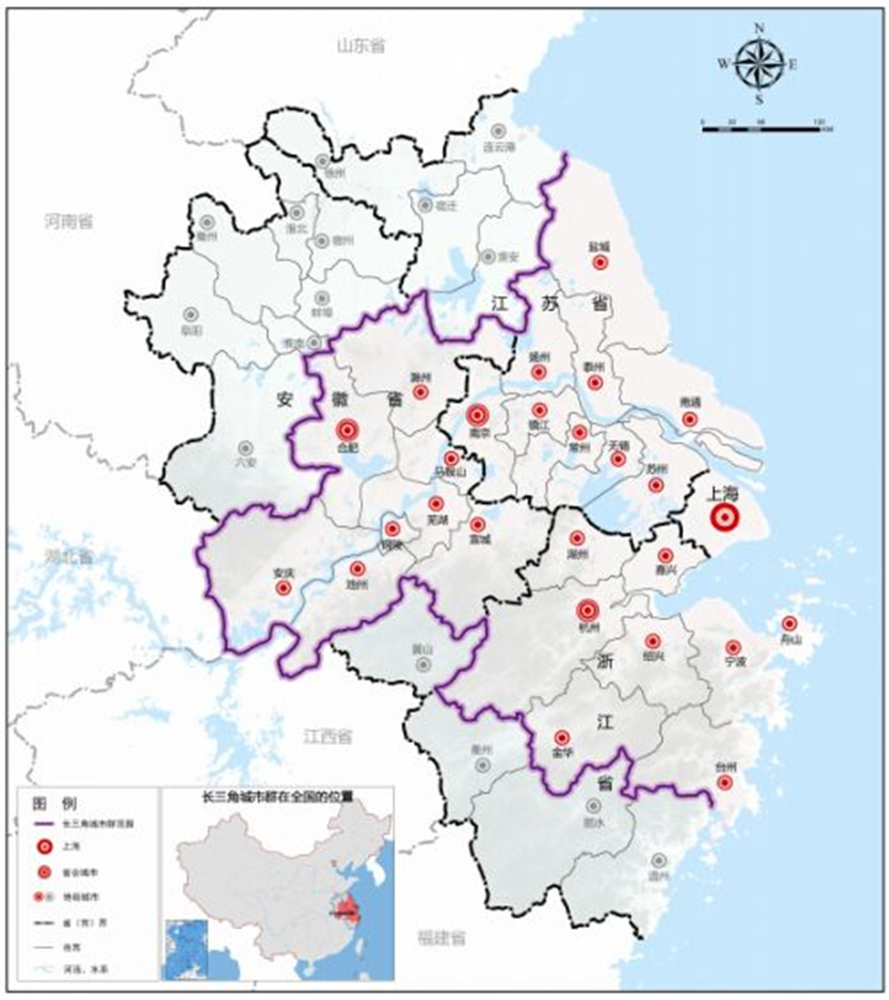 山东省
N
W
E
S
连云港
徐州
宿迁
河南省
亳州
淮北
宿州
盐城
淮安
江 苏 省
蚌埠
阜阳
淮南
扬州
泰州
滁州
安 徽 省
南通
镇江
南京
合肥
常州
无锡
六安
马鞍山
苏州
上海
芜湖
宣城
铜陵
湖州
湖北省
嘉兴
安庆
池州
杭州
舟山
绍兴
宁波
黄山
浙
江
省
江西省
金华
衢州
台州
丽水
温州
福建省
图 例
长三角城市群范围
上海
省会城市
地级城市
省（市）界
市界
河流、水系
长三角城市群在全国的位置